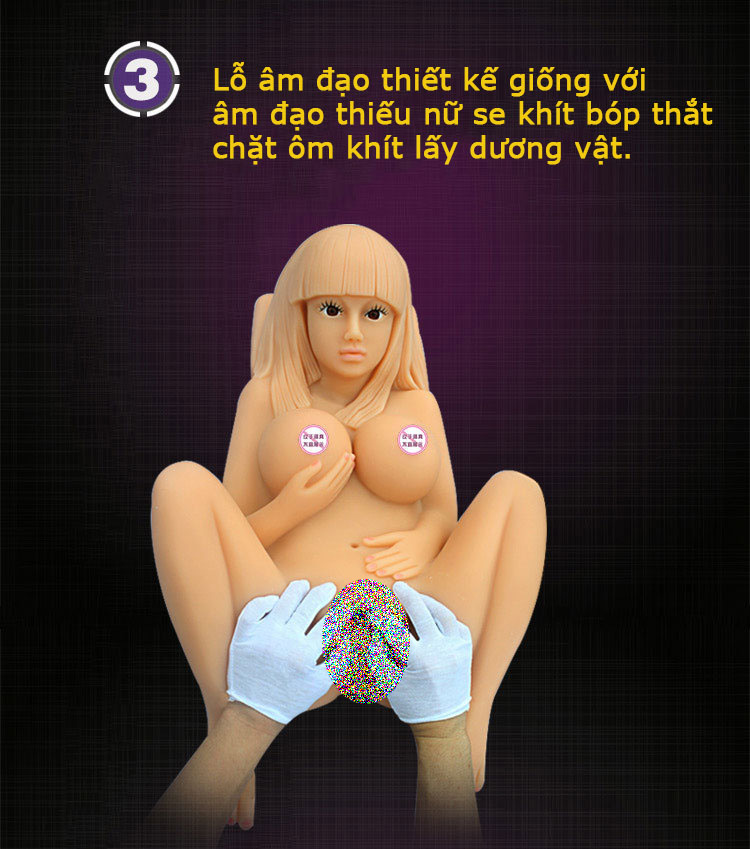 3
Lỗ âm đạo thiết kế giống với
âm đạo thiếu nữ se khít bóp thắt
chặt ôm khít lấy dương vật.